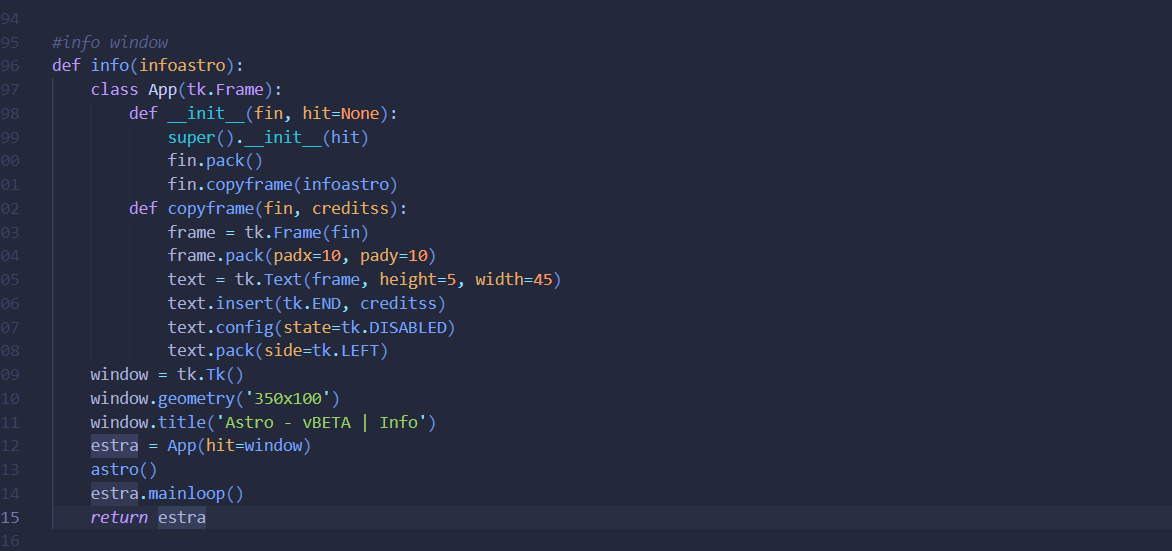 94
95 #info window
96 def info(infoastro):
97 class App(tk.Frame):
98 def __init__(fin, hit=None):
99 super().__init__(hit)
00 fin.pack()
01 fin.copyframe(infoastro)
02 def copyframe(fin, creditss):
03 frame = tk.Frame(fin)
04 frame.pack(padx=10, pady=10)
05 text = tk.Text(frame, height=5, width=45)
06 text.insert(tk.END, creditss)
07 text.config(state=tk.DISABLED)
08 text.pack(side=tk.LEFT)
09 window = tk.Tk()
10 window.geometry('350x100')
11 window.title('Astro - vBETA | Info')
12 estra = App(hit=window)
13 astro()
14 estra.mainloop()
15 return estra
16